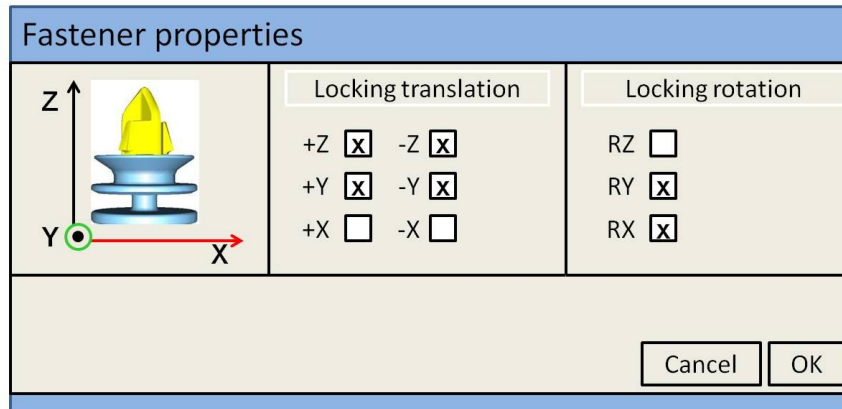 Fastener properties
Z
Y
X
Locking translation
+Z x -Z x
+Y x -Y x
+X -X
Locking rotation
RZ
RY x
RX x
Cancel OK